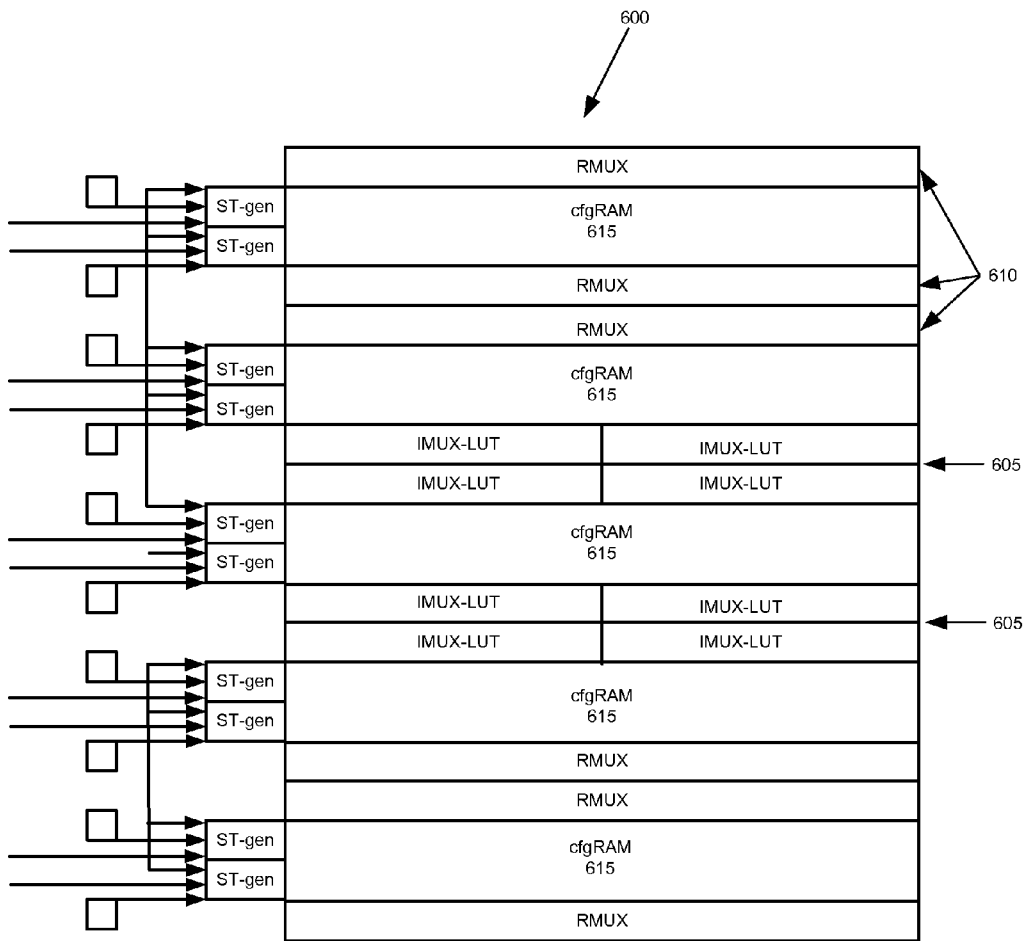 600
RMUX
ST-gen
cfgRAM
615
ST-gen
RMUX
610
RMUX
ST-gen
cfgRAM
615
ST-gen
IMUX-LUT IMUX-LUT
605
IMUX-LUT IMUX-LUT
ST-gen
cfgRAM
615
ST-gen
IMUX-LUT IMUX-LUT
605
IMUX-LUT IMUX-LUT
ST-gen
cfgRAM
615
ST-gen
RMUX
RMUX
ST-gen
cfgRAM
615
ST-gen
RMUX